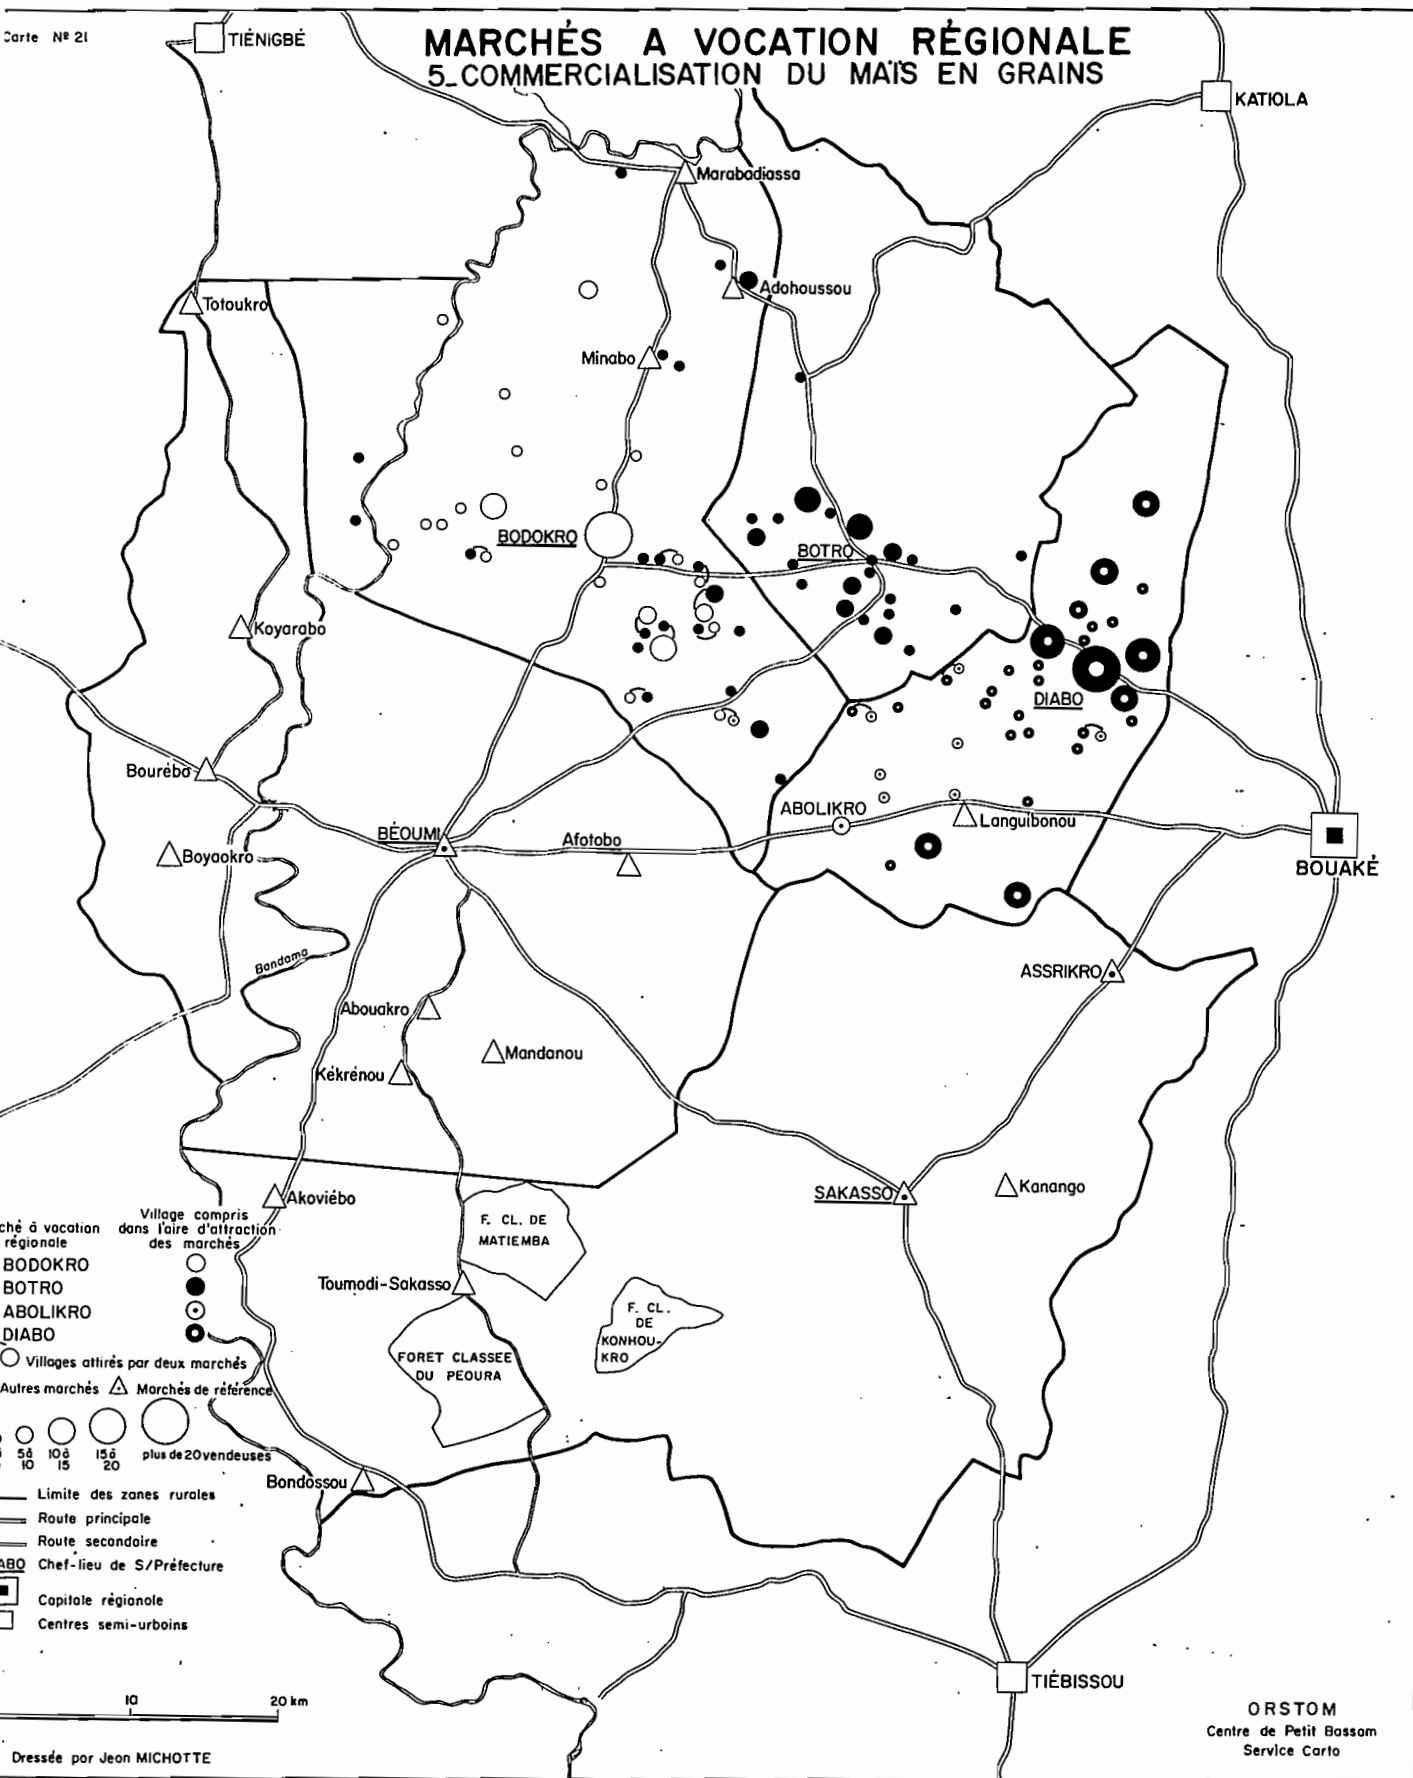 Carte Nº 21
TIÉNIGBÉ
MARCHÉS A VOCATION RÉGIONALE
5_COMMERCIALISATION DU MAÏS EN GRAINS
KATIOLA
Marabadiassa
Adohoussou
Totoukro
Minabo
BODOKRO
BOTRO
Koyarabo
DIABO
Bourébo
ABOLIKRO
Languibonou
BÉOUMI
Afotobo
Boyaokro
BOUAKÉ
Bandama
ASSRIKRO
Abouakro
Mandanou
Kékrénou
SAKASSO
Kanango
Akoviébo
F. CL. DE
MATIEMBA
Toumodi-Sakasso
F. CL.
DE
KONHOU-
KRO
FORET CLASSEE
DU PEOURA
Bondossou
ché à vocation
régionale
Village compris
dans l'aire d'attraction
des marchés
BODOKRO
BOTRO
ABOLIKRO
DIABO
Villages attirés par deux marchés
Autres marchés
Marchés de référence
5à
10
10à
15
15à
20
plus de 20 vendeuses
Limite des zones rurales
Route principale
Route secondaire
ABO Chef-lieu de S/Préfecture
Capitale régionale
Centres semi-urbains
10
20 km
Dressée par Jean MICHOTTE
TIÉBISSOU
ORSTOM
Centre de Petit Bassam
Service Carto